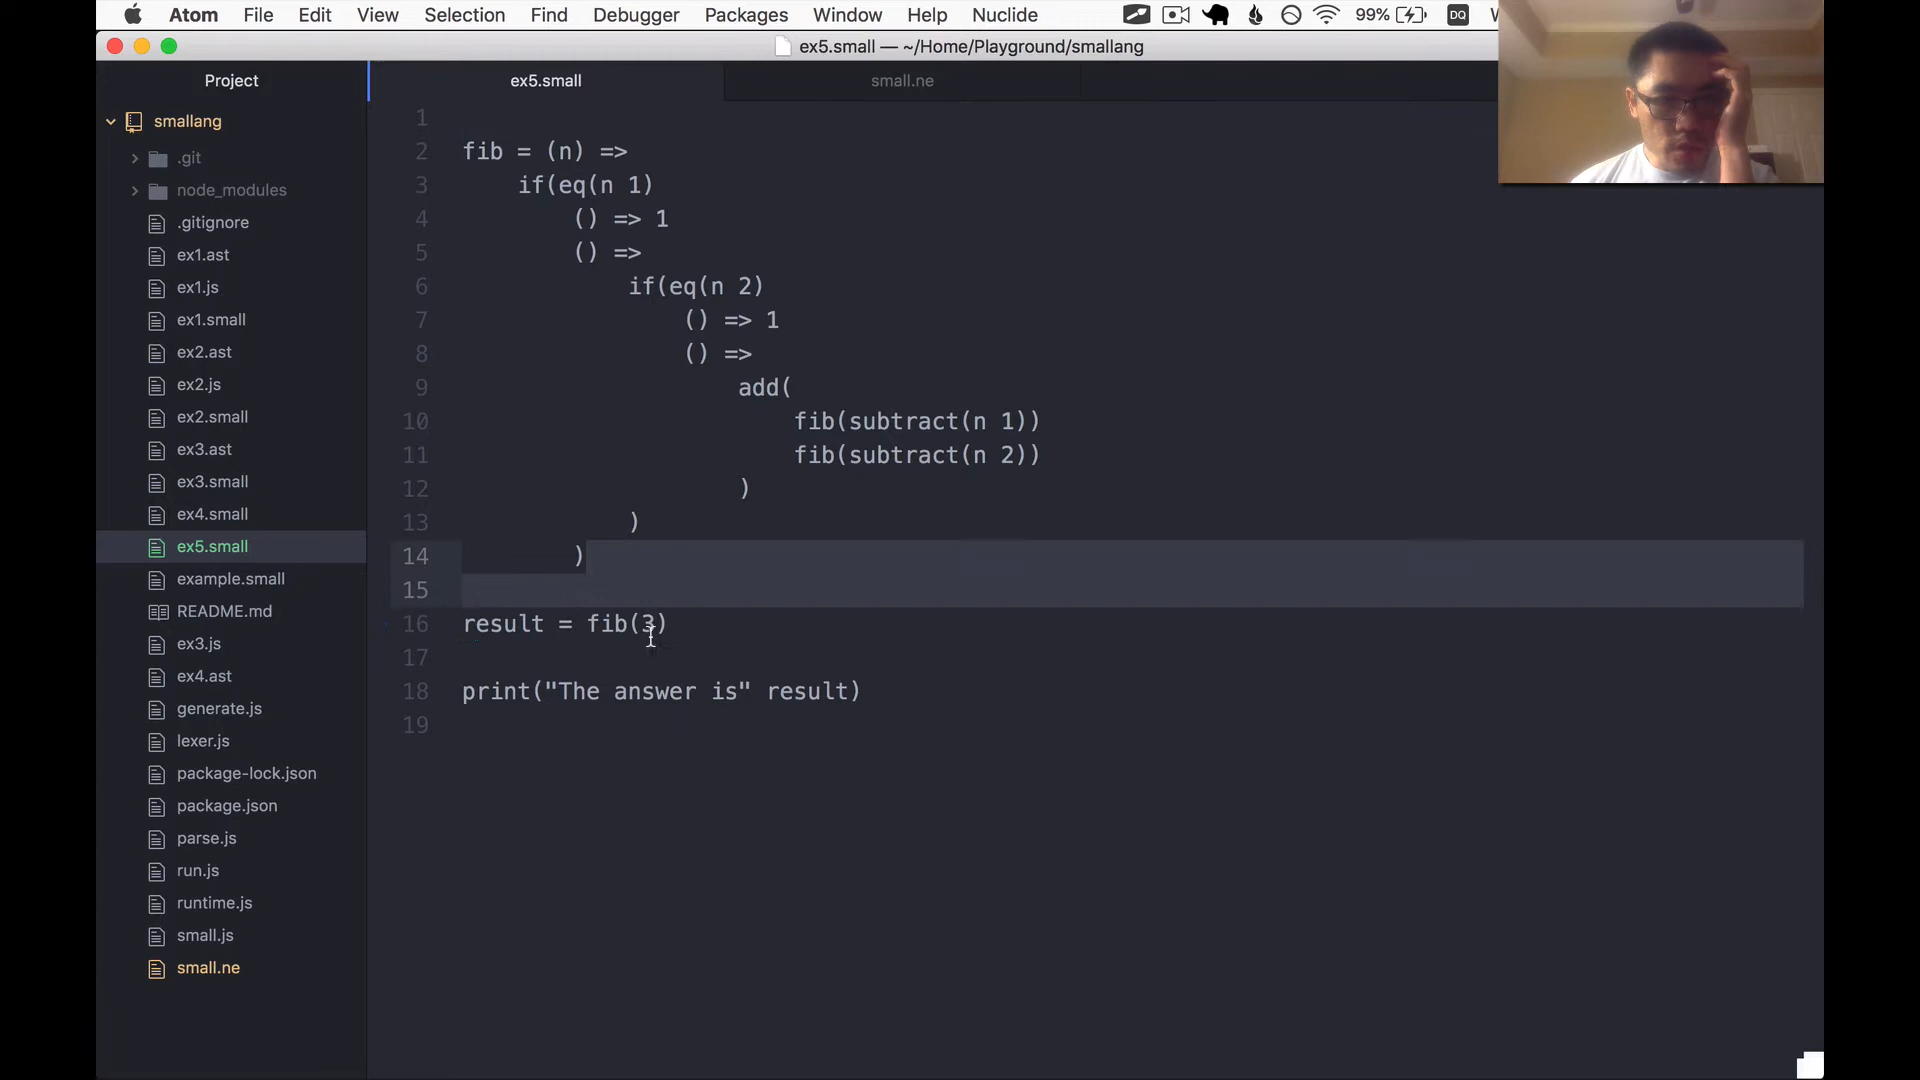 Atom File Edit View Selection Find Debugger Packages Window Help Nuclide 99% DQ
ex5.small — ~/Home/Playground/smallang
Project
ex5.small
small.ne
smallang
.git
node_modules
.gitignore
ex1.ast
ex1.js
ex1.small
ex2.ast
ex2.js
ex2.small
ex3.ast
ex3.small
ex4.small
ex5.small
example.small
README.md
ex3.js
ex4.ast
generate.js
lexer.js
package-lock.json
package.json
parse.js
run.js
runtime.js
small.js
small.ne
1
2 fib = (n) =>
3 if(eq(n 1)
4 () => 1
5 () =>
6 if(eq(n 2)
7 () => 1
8 () =>
9 add(
10 fib(subtract(n 1))
11 fib(subtract(n 2))
12 )
13 )
14 )
15
16 result = fib(3)
17
18 print("The answer is" result)
19